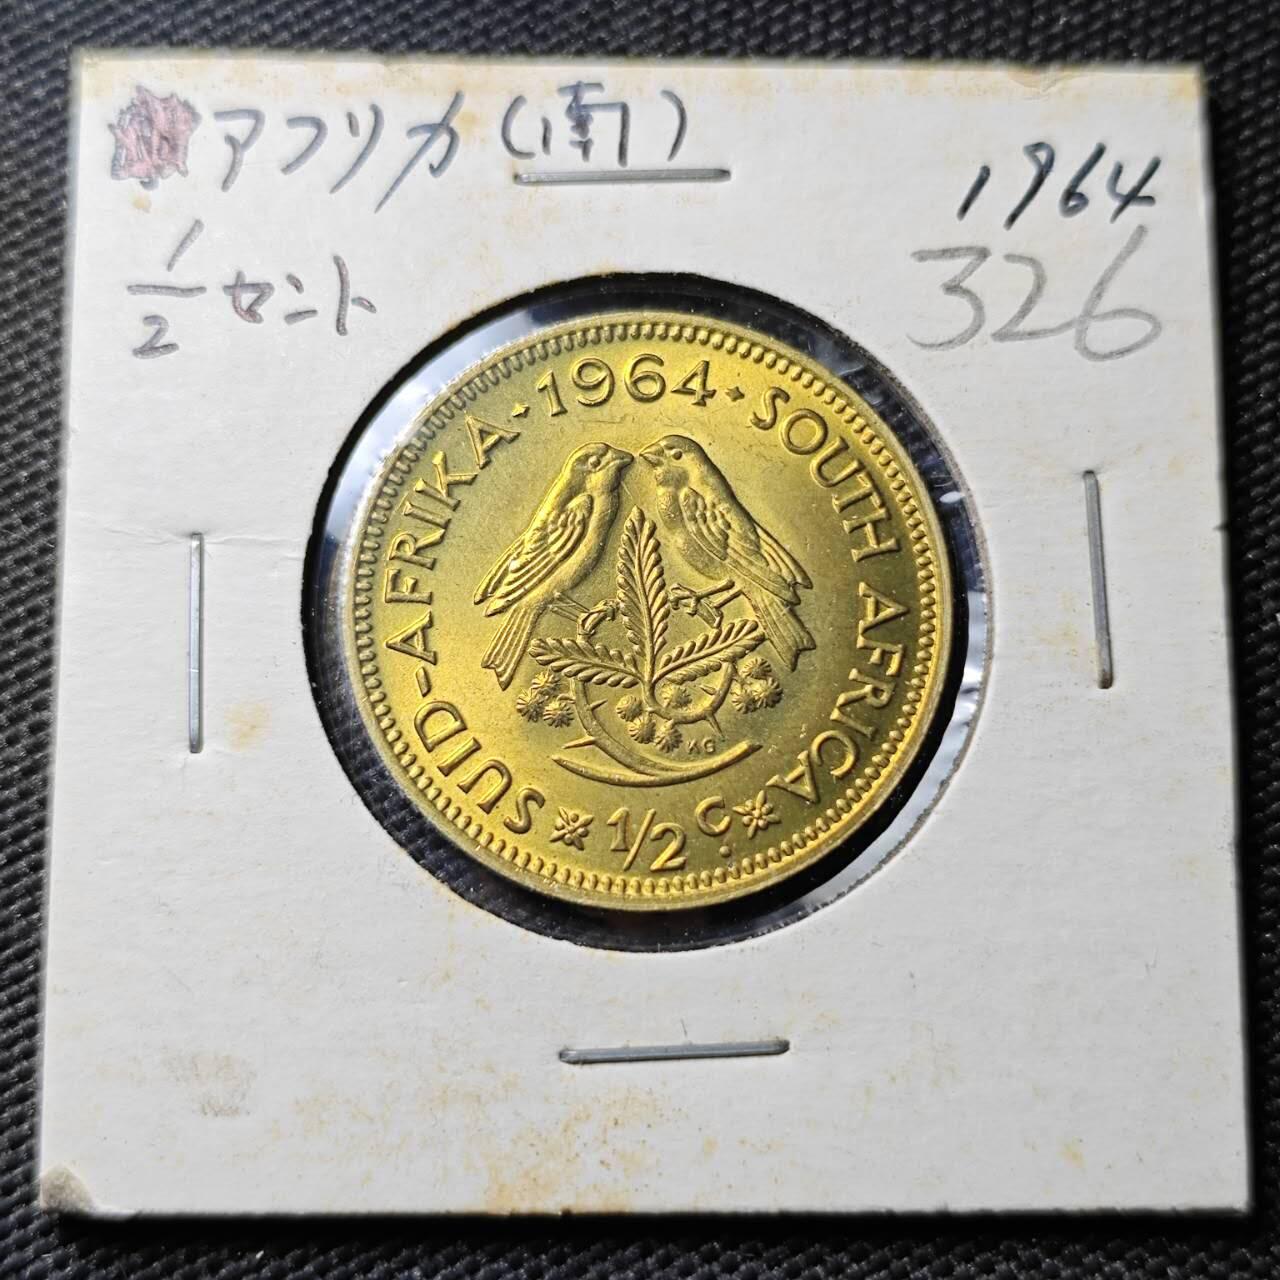 アフリカ(南)
1964
1/2セント
326
SUID-AFRIKA · 1964 · SOUTH AFRICA
KG
1/2 C